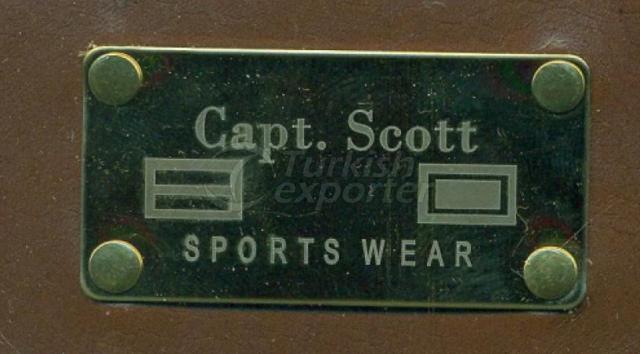 Capt. Scott
Turkish
exporter
SPORTS WEAR